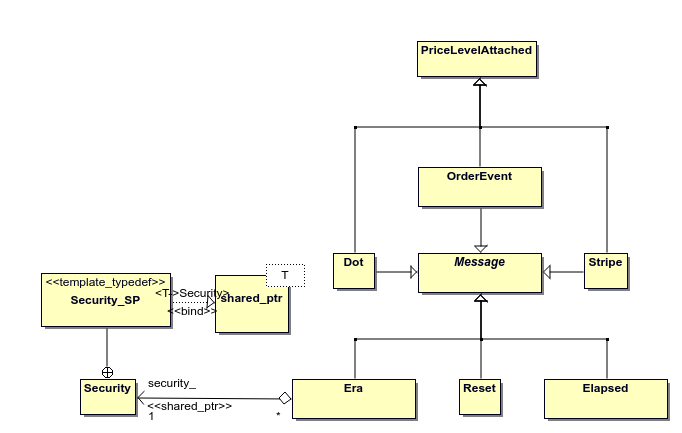 PriceLevelAttached
OrderEvent
Dot
Message
Stripe
<<template_typedef>>
Security_SP
<T->Security>
<<bind>>
T
shared_ptr
Security
security_
<<shared_ptr>>
1
*
Era
Reset
Elapsed